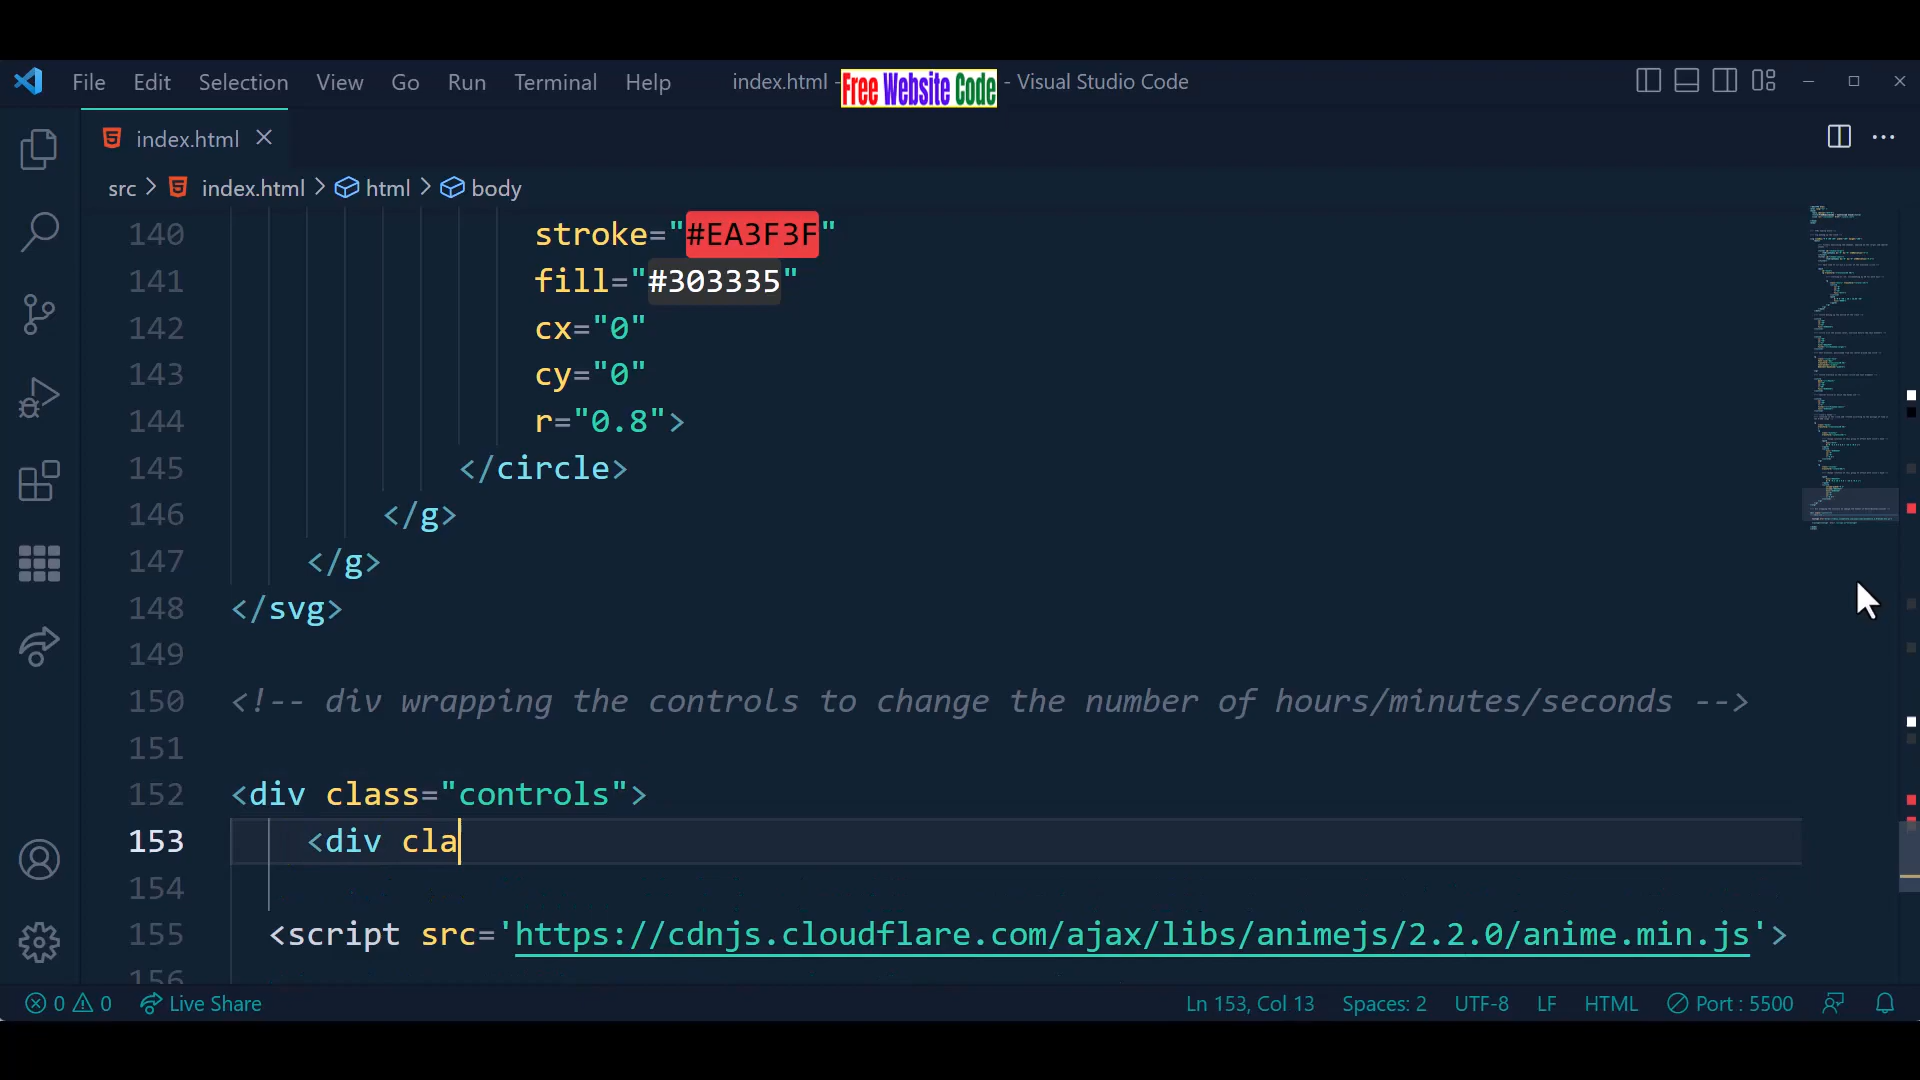 File Edit Selection View Go Run Terminal Help index.html - Free Website Code - Visual Studio Code
index.html
src > index.html > html > body
140 stroke="#EA3F3F"
141 fill="#303335"
142 cx="0"
143 cy="0"
144 r="0.8">
145 </circle>
146 </g>
147 </g>
148 </svg>
149
150 <!-- div wrapping the controls to change the number of hours/minutes/seconds -->
151
152 <div class="controls">
153 <div cla
154
155 <script src='https://cdnjs.cloudflare.com/ajax/libs/animejs/2.2.0/anime.min.js'>
156
0 0 Live Share Ln 153, Col 13 Spaces: 2 UTF-8 LF HTML Port : 5500